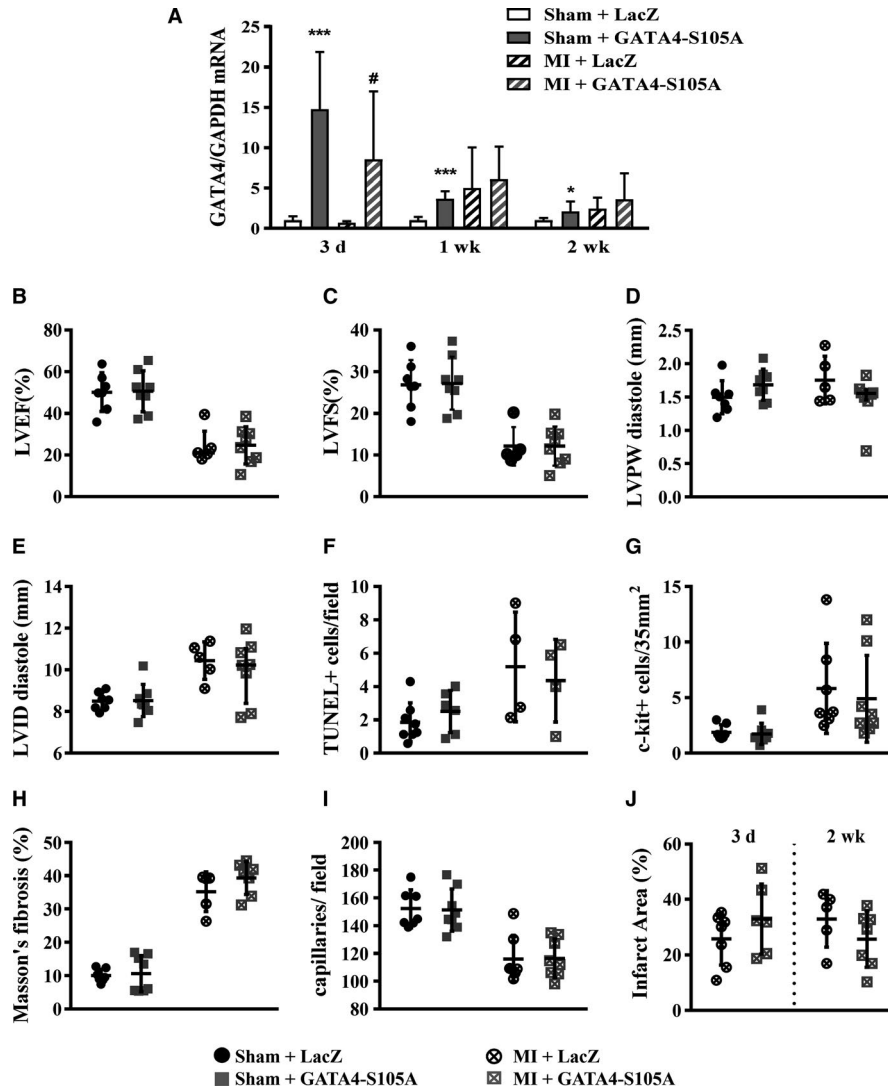 A
Sham + LacZ
Sham + GATA4-S105A
MI + LacZ
MI + GATA4-S105A
GATA4/GAPDH mRNA
25
20
15
10
5
0
***
#
***
*
3 d
1 wk
2 wk
B
LVEF(%)
80
60
40
20
0
C
LVFS(%)
40
30
20
10
0
D
LVPW diastole (mm)
2.5
2.0
1.5
1.0
0.5
0.0
E
LVID diastole (mm)
14
12
10
8
6
F
TUNEL+ cells/field
10
8
6
4
2
0
G
c-kit+ cells/35mm²
15
10
5
0
H
Masson's fibrosis (%)
50
40
30
20
10
0
I
capillaries/ field
200
180
160
140
120
100
80
J
Infarct Area (%)
60
40
20
0
3 d
2 wk
Sham + LacZ
Sham + GATA4-S105A
MI + LacZ
MI + GATA4-S105A